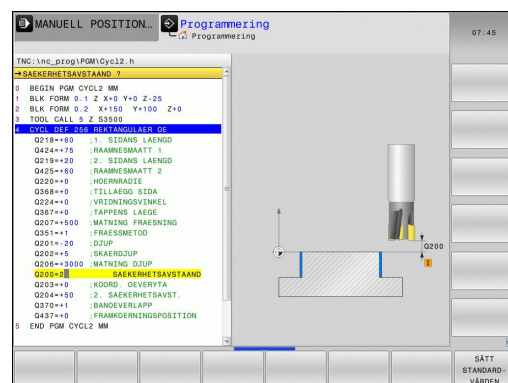 MANUELL POSITION...
Programmering
Programmering
07:45
TNC:\nc_prog\PGM\Cycl2.h
→SAEKERHETSAVSTAAND ?
0 BEGIN PGM CYCL2 MM
1 BLK FORM 0.1 Z X+0 Y+0 Z-25
2 BLK FORM 0.2 X+150 Y+100 Z+0
3 TOOL CALL 5 Z S3500
4 CYCL DEF 256 REKTANGULAER OE
Q218=+60 ;1. SIDANS LAENGD
Q424=+75 ;RAAMNESMAATT 1
Q219=+20 ;2. SIDANS LAENGD
Q425=+60 ;RAAMNESMAATT 2
Q220=+0 ;HOERNRADIE
Q368=+0 ;TILLAEGG SIDA
Q224=+0 ;VRIDNINGSVINKEL
Q367=+0 ;TAPPENS LAEGE
Q207=+500 ;MATNING FRAESNING
Q351=+1 ;FRAESMETOD
Q201=-20 ;DJUP
Q202=+5 ;SKAERDJUP
Q206=+3000 ;MATNING DJUP
Q200=2 SAEKERHETSAVSTAAND
Q203=+0 ;KOORD. OEVERYTA
Q204=+50 ;2. SAEKERHETSAVST.
Q370=+1 ;BANOEVERLAPP
Q437=+0 ;FRAMKOERNINGSPOSITION
5 END PGM CYCL2 MM
Q200
SÄTT
STANDARD-
VÄRDEN